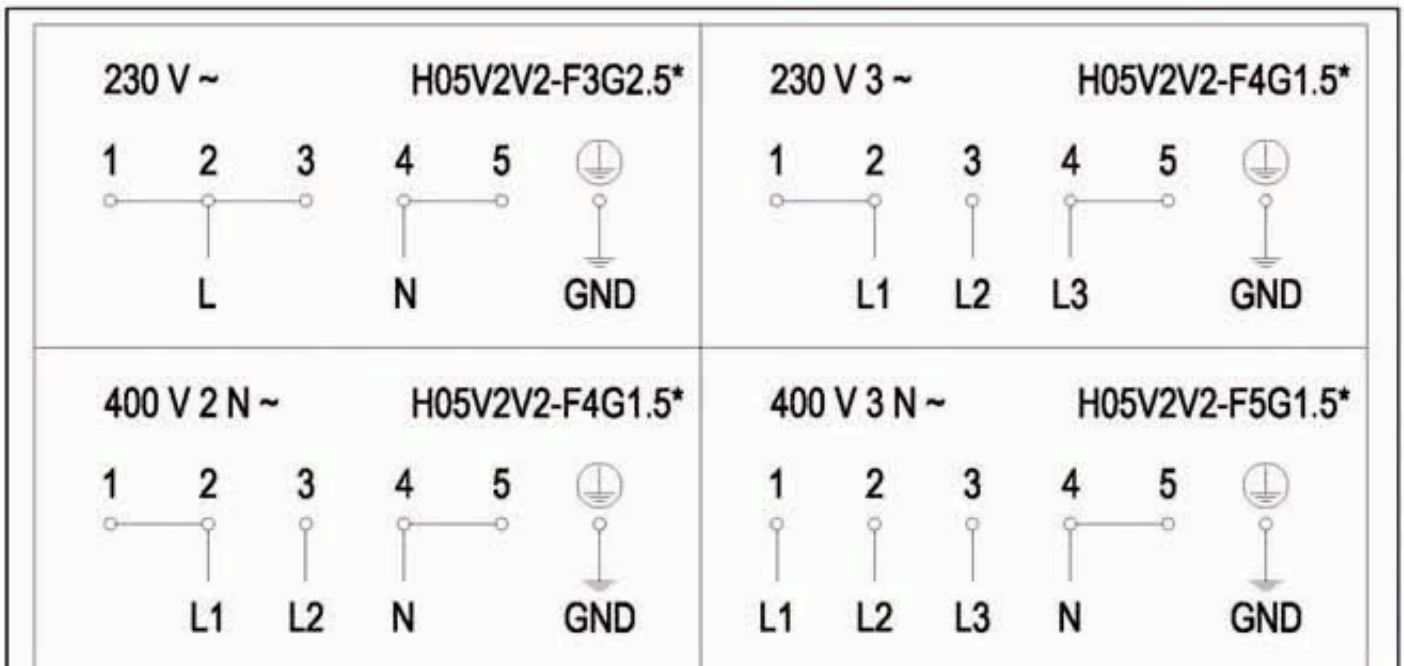 230 V ~ H05V2V2-F3G2.5*
1 2 3 4 5
L N GND
230 V 3 ~ H05V2V2-F4G1.5*
1 2 3 4 5
L1 L2 L3 GND
400 V 2 N ~ H05V2V2-F4G1.5*
1 2 3 4 5
L1 L2 N GND
400 V 3 N ~ H05V2V2-F5G1.5*
1 2 3 4 5
L1 L2 L3 N GND